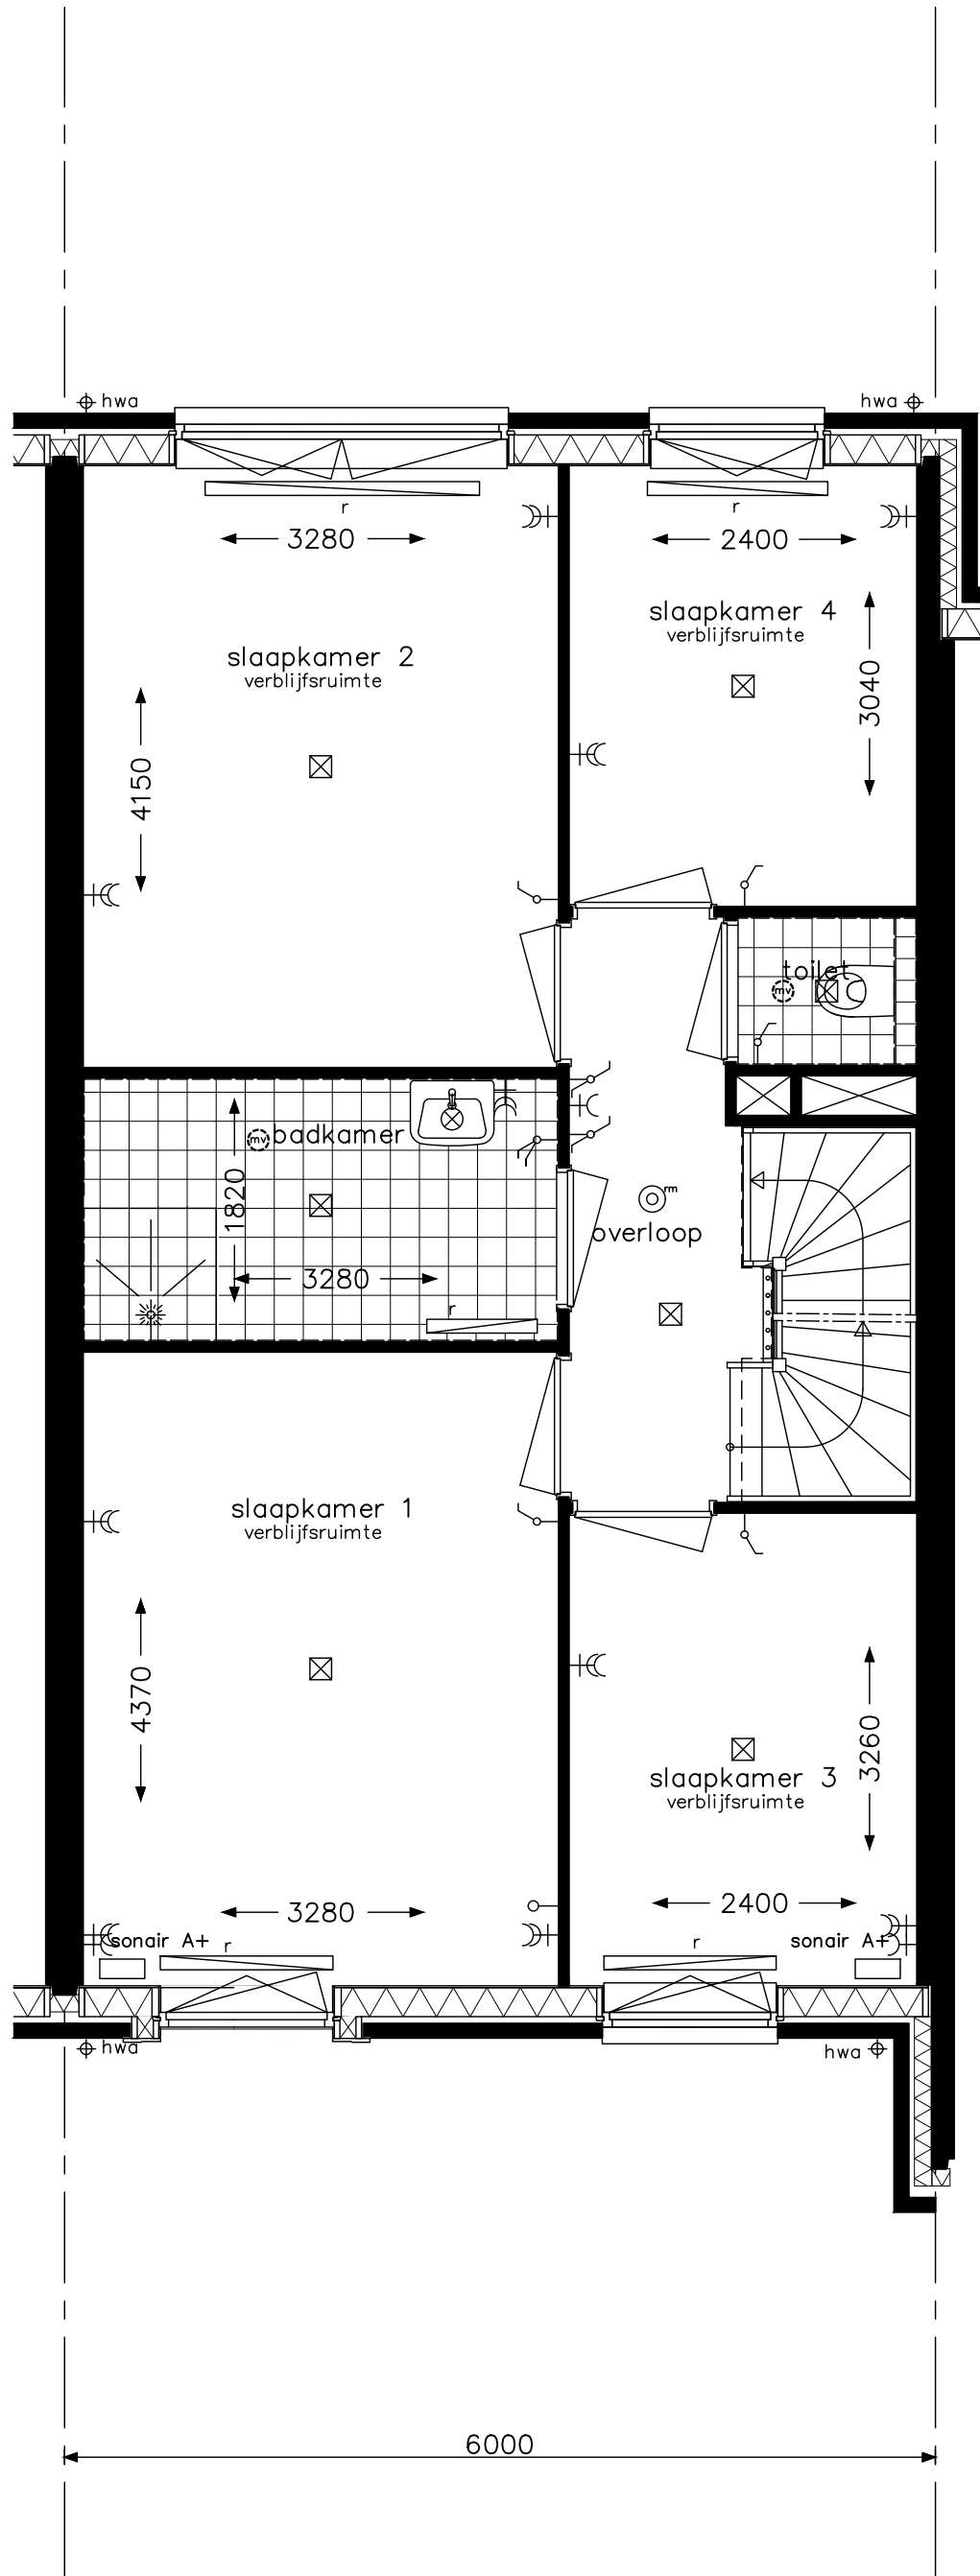 hwa
hwa
r
r
3280
2400
slaapkamer 4
verblijfsruimte
slaapkamer 2
verblijfsruimte
3040
4150
toilet
mv
mv
badkamer
1820
rm
overloop
3280
r
slaapkamer 1
verblijfsruimte
4370
3260
slaapkamer 3
verblijfsruimte
3280
2400
sonair A+
r
r
sonair A+
hwa
hwa
6000